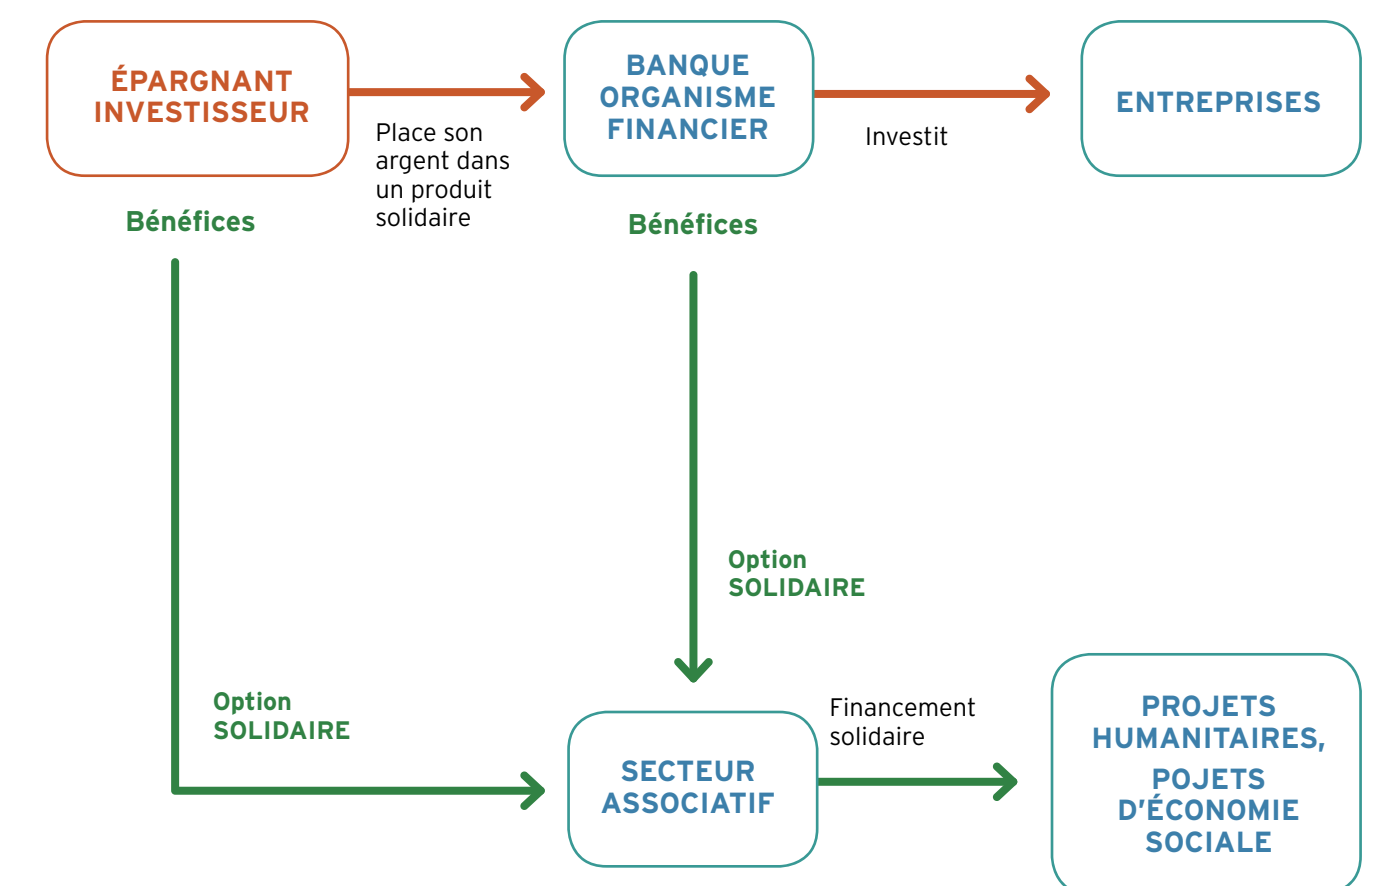 ÉPARGNANT
INVESTISSEUR
Place son
argent dans
un produit
solidaire
BANQUE
ORGANISME
FINANCIER
Investit
ENTREPRISES
Bénéfices
Bénéfices
Option
SOLIDAIRE
Option
SOLIDAIRE
SECTEUR
ASSOCIATIF
Financement
solidaire
PROJETS
HUMANITAIRES,
POJETS
D'ÉCONOMIE
SOCIALE